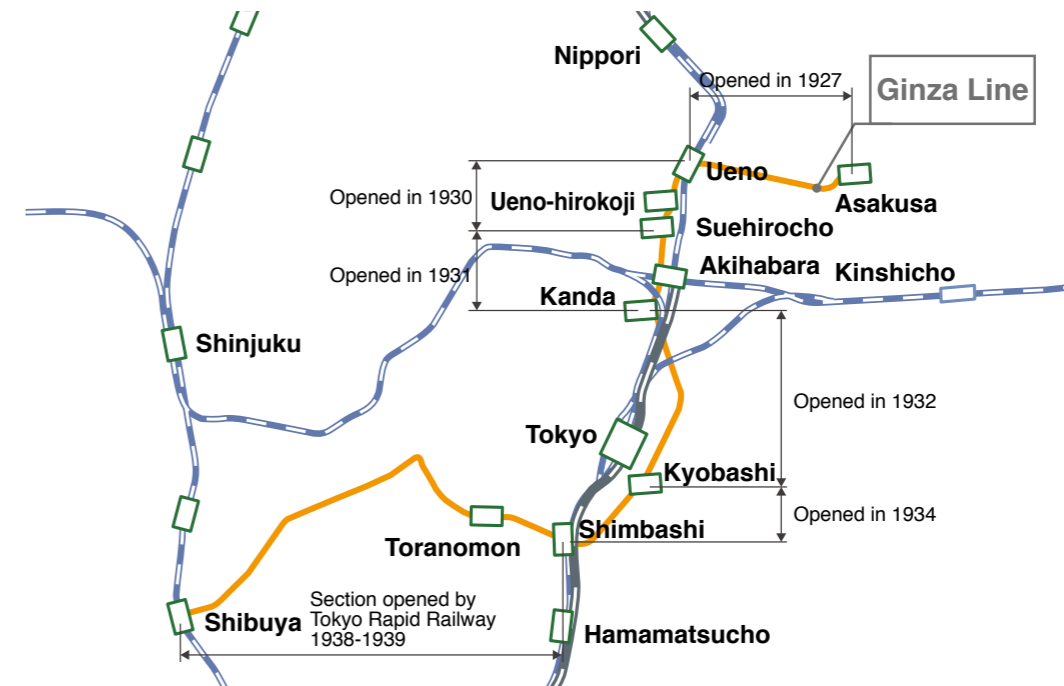 Nippori
Opened in 1927
Ginza Line
Ueno
Opened in 1930
Ueno-hirokoji
Asakusa
Suehirocho
Opened in 1931
Akihabara
Kinshicho
Kanda
Shinjuku
Opened in 1932
Tokyo
Kyobashi
Opened in 1934
Shimbashi
Toranomon
Section opened by
Tokyo Rapid Railway
1938-1939
Shibuya
Hamamatsucho